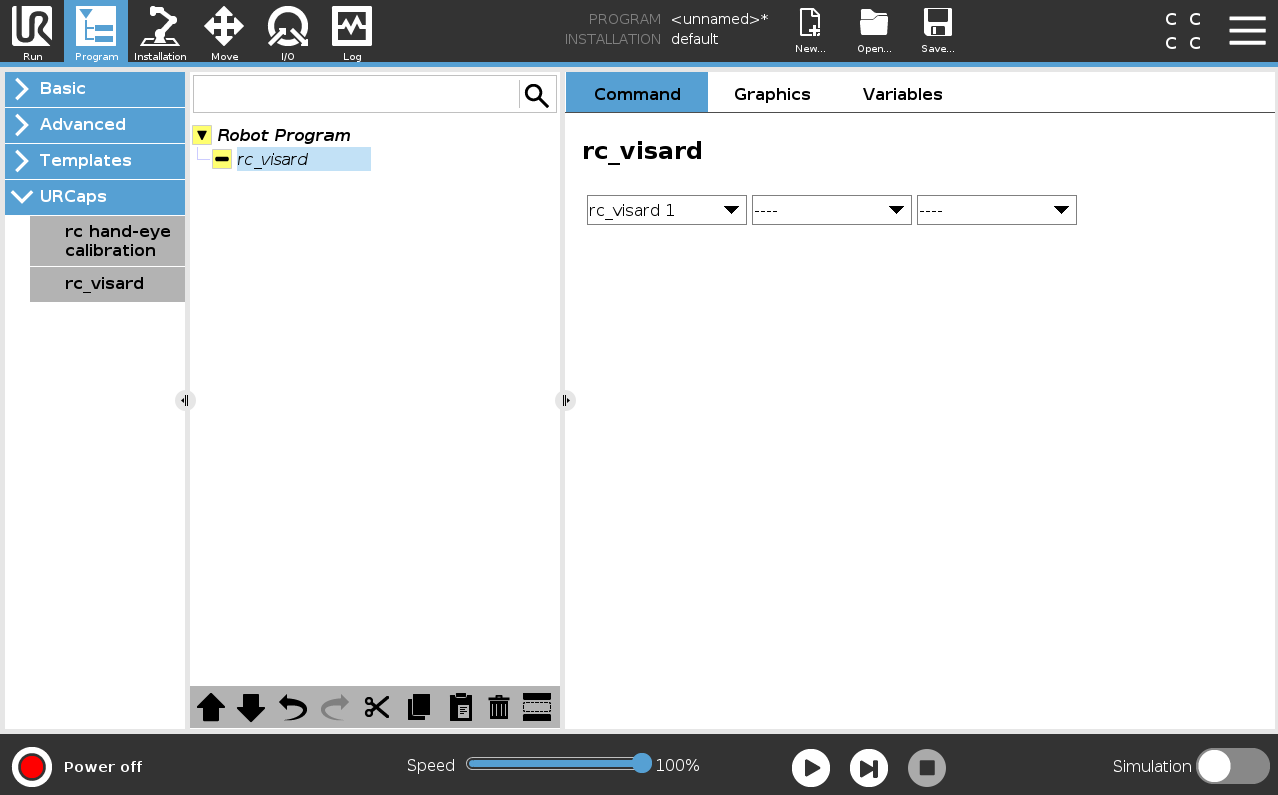 PROGRAM <unnamed>*
INSTALLATION default
C C
C C
Run Program Installation Move I/O Log New... Open... Save...
Basic
Advanced
Templates
URCaps
rc hand-eye
calibration
rc_visard
Robot Program
rc_visard
Command Graphics Variables
rc_visard
rc_visard 1 ---- ----
Power off
Speed 100%
Simulation